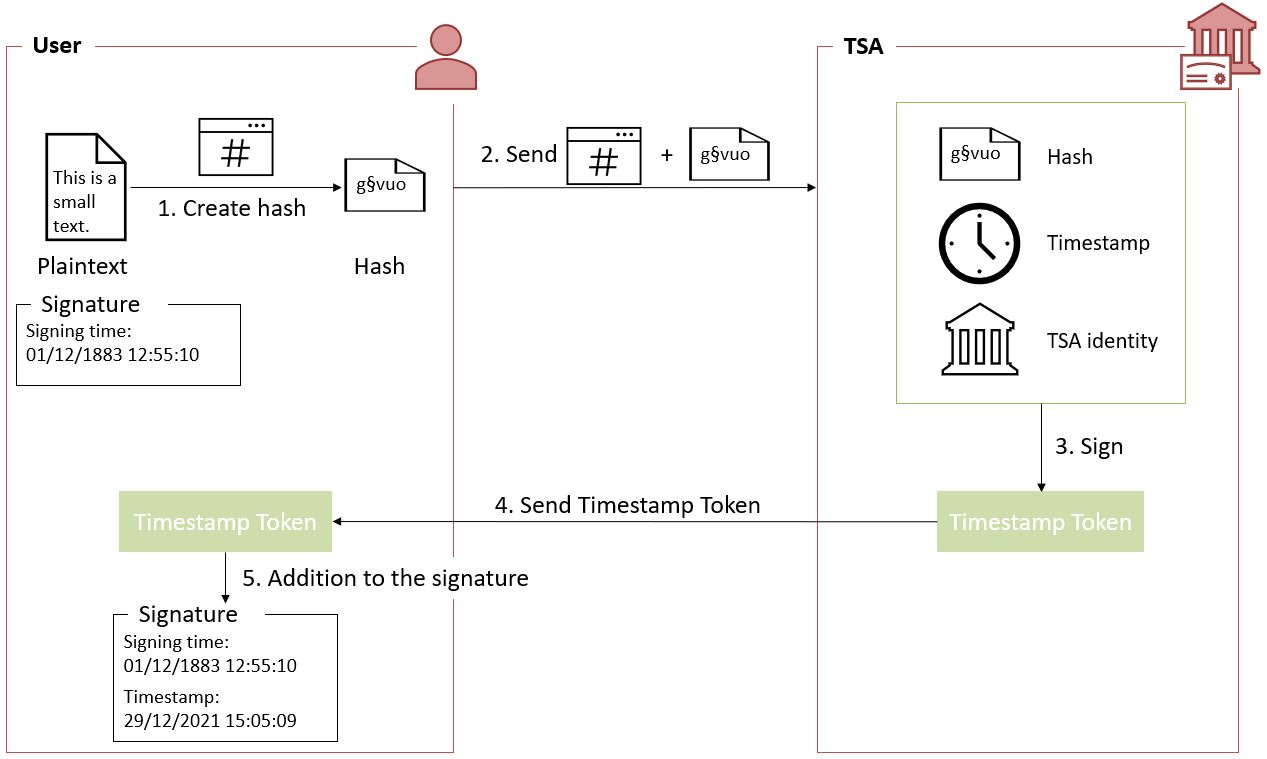 User
TSA
This is a
small
text.
#
1. Create hash
g§vuo
Plaintext
Hash
2. Send # + g§vuo
g§vuo
Hash
Timestamp
TSA identity
Signature
Signing time:
01/12/1883 12:55:10
3. Sign
Timestamp Token
4. Send Timestamp Token
Timestamp Token
5. Addition to the signature
Signature
Signing time:
01/12/1883 12:55:10
Timestamp:
29/12/2021 15:05:09